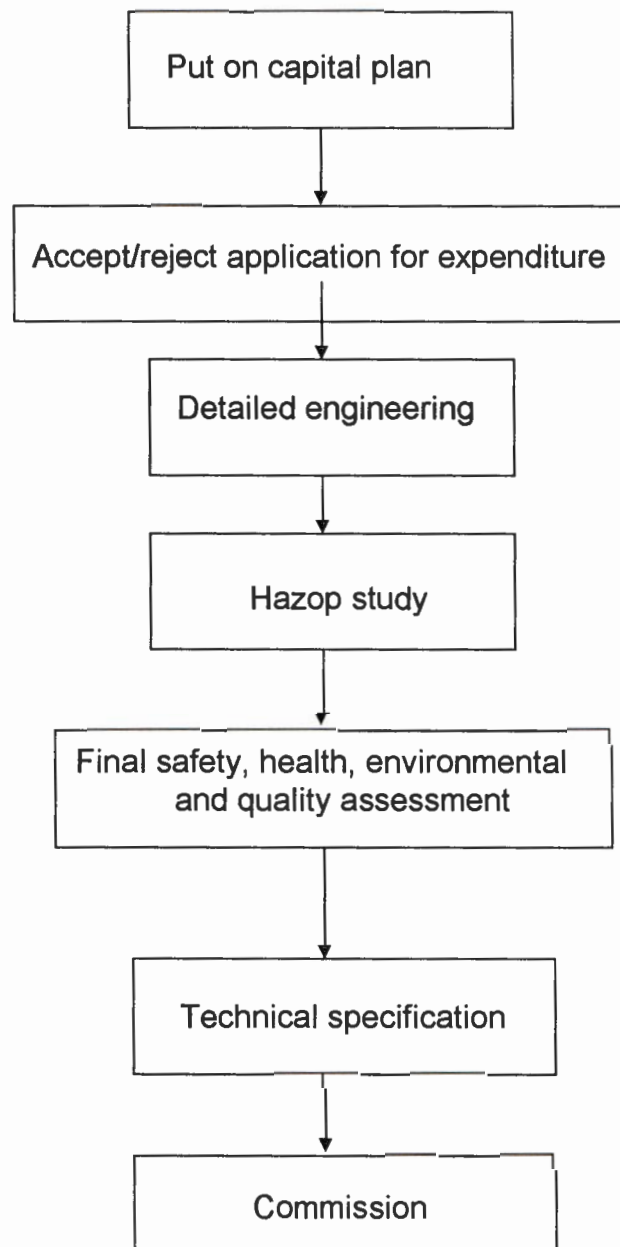 Put on capital plan
Accept/reject application for expenditure
Detailed engineering
Hazop study
Final safety, health, environmental
and quality assessment
Technical specification
Commission